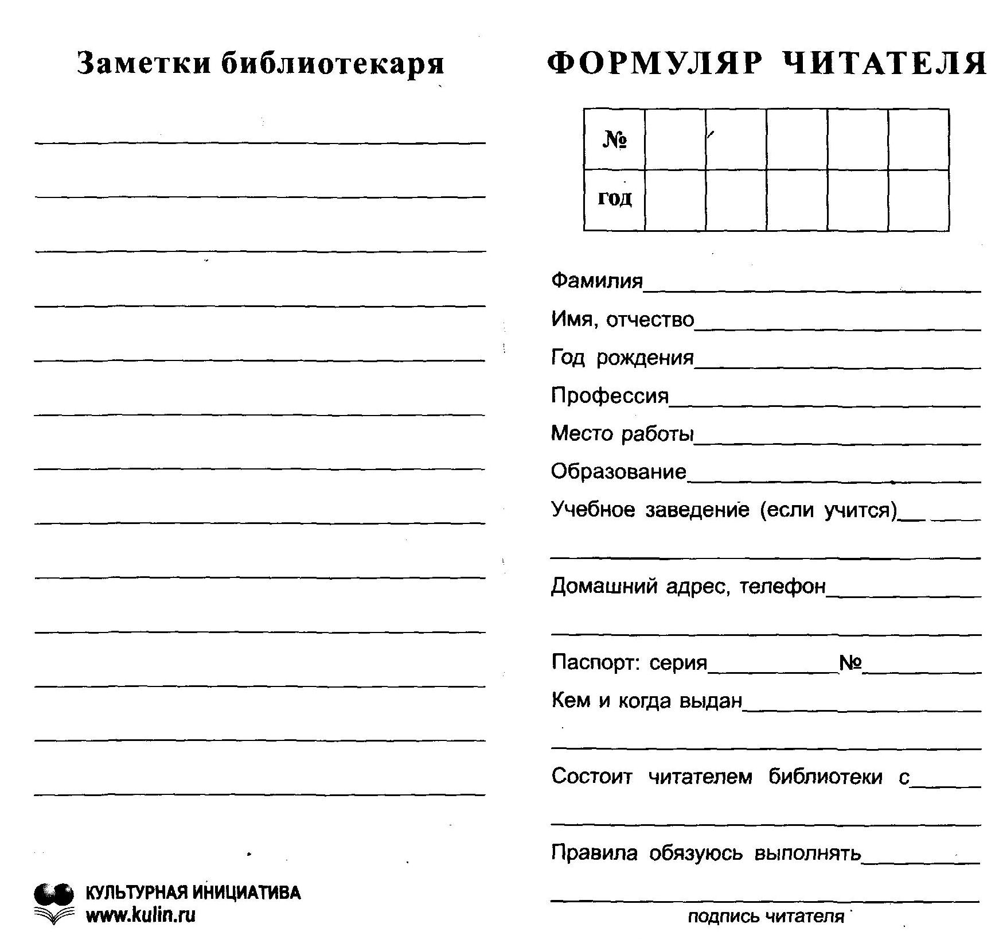 Заметки библиотекаря
КУЛЬТУРНАЯ ИНИЦИАТИВА
www.kulin.ru
ФОРМУЛЯР ЧИТАТЕЛЯ
№
год
Фамилия
Имя, отчество
Год рождения
Профессия
Место работы
Образование
Учебное заведение (если учится)
Домашний адрес, телефон
Паспорт: серия №
Кем и когда выдан
Состоит читателем библиотеки с
Правила обязуюсь выполнять
подпись читателя